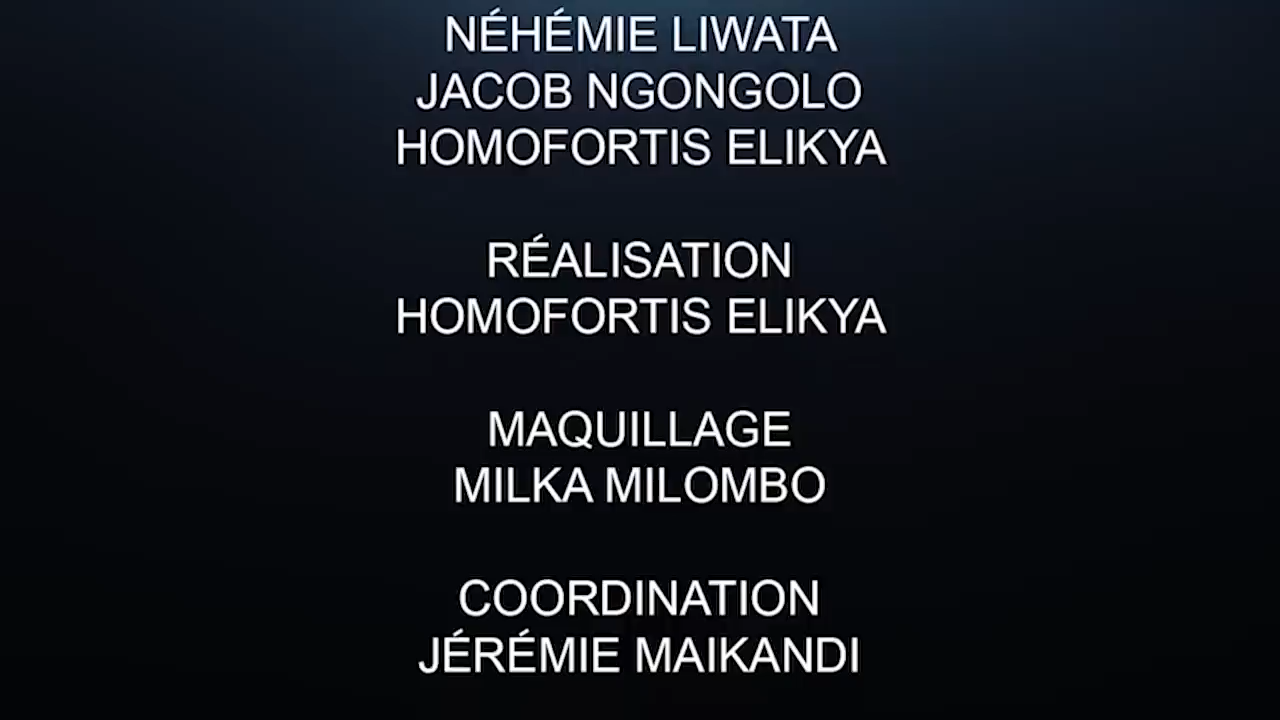 NÉHÉMIE LIWATA
JACOB NGONGOLO
HOMOFORTIS ELIKYA
RÉALISATION
HOMOFORTIS ELIKYA
MAQUILLAGE
MILKA MILOMBO
COORDINATION
JÉRÉMIE MAIKANDI